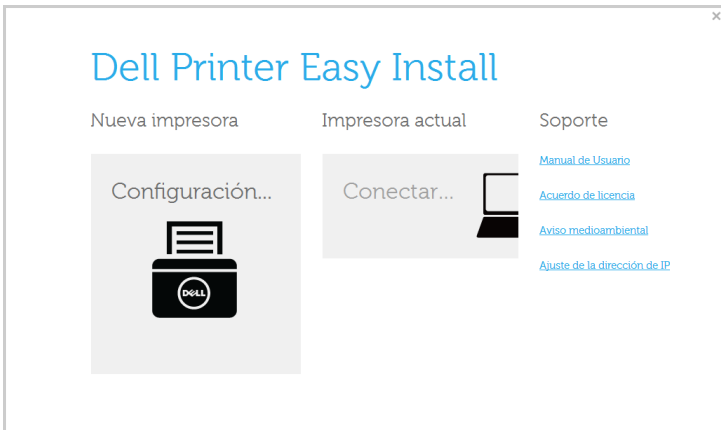 ×
Dell Printer Easy Install
Nueva impresora
Impresora actual
Soporte
Configuración...
DELL
Conectar...
Manual de Usuario
Acuerdo de licencia
Aviso medioambiental
Ajuste de la dirección de IP